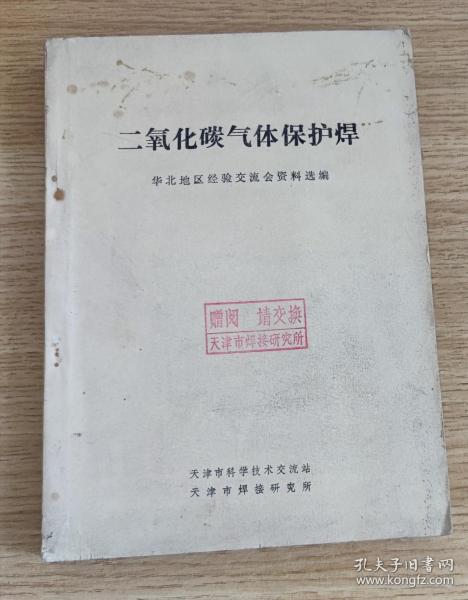 二氧化碳气体保护焊
华北地区经验交流会资料选编
赠阅 请交换
天津市焊接研究所
天津市科学技术交流站
天津市焊接研究所
孔夫子旧书网
www.kongfz.com